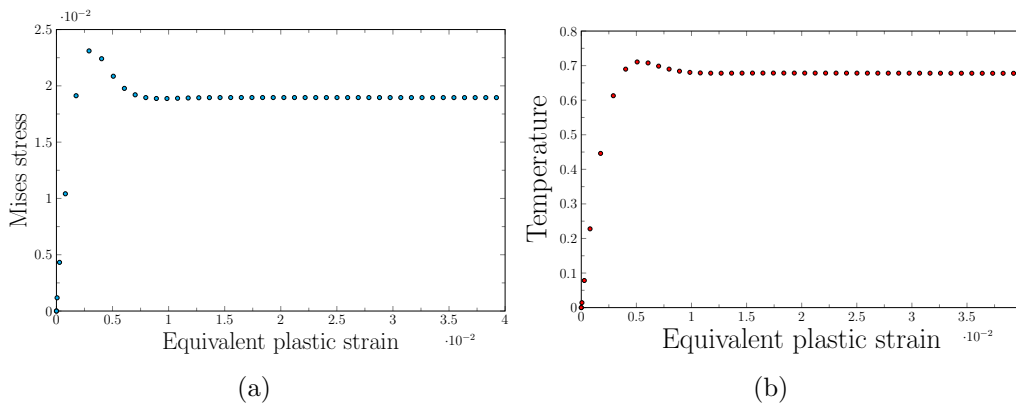 ·10⁻²
2.5
2
1.5
1
0.5
0
Mises stress
0 0.5 1 1.5 2 2.5 3 3.5 4
Equivalent plastic strain ·10⁻²
(a)
0.8
0.7
0.6
0.5
0.4
0.3
0.2
0.1
0
Temperature
0 0.5 1 1.5 2 2.5 3 3.5
Equivalent plastic strain ·10⁻²
(b)